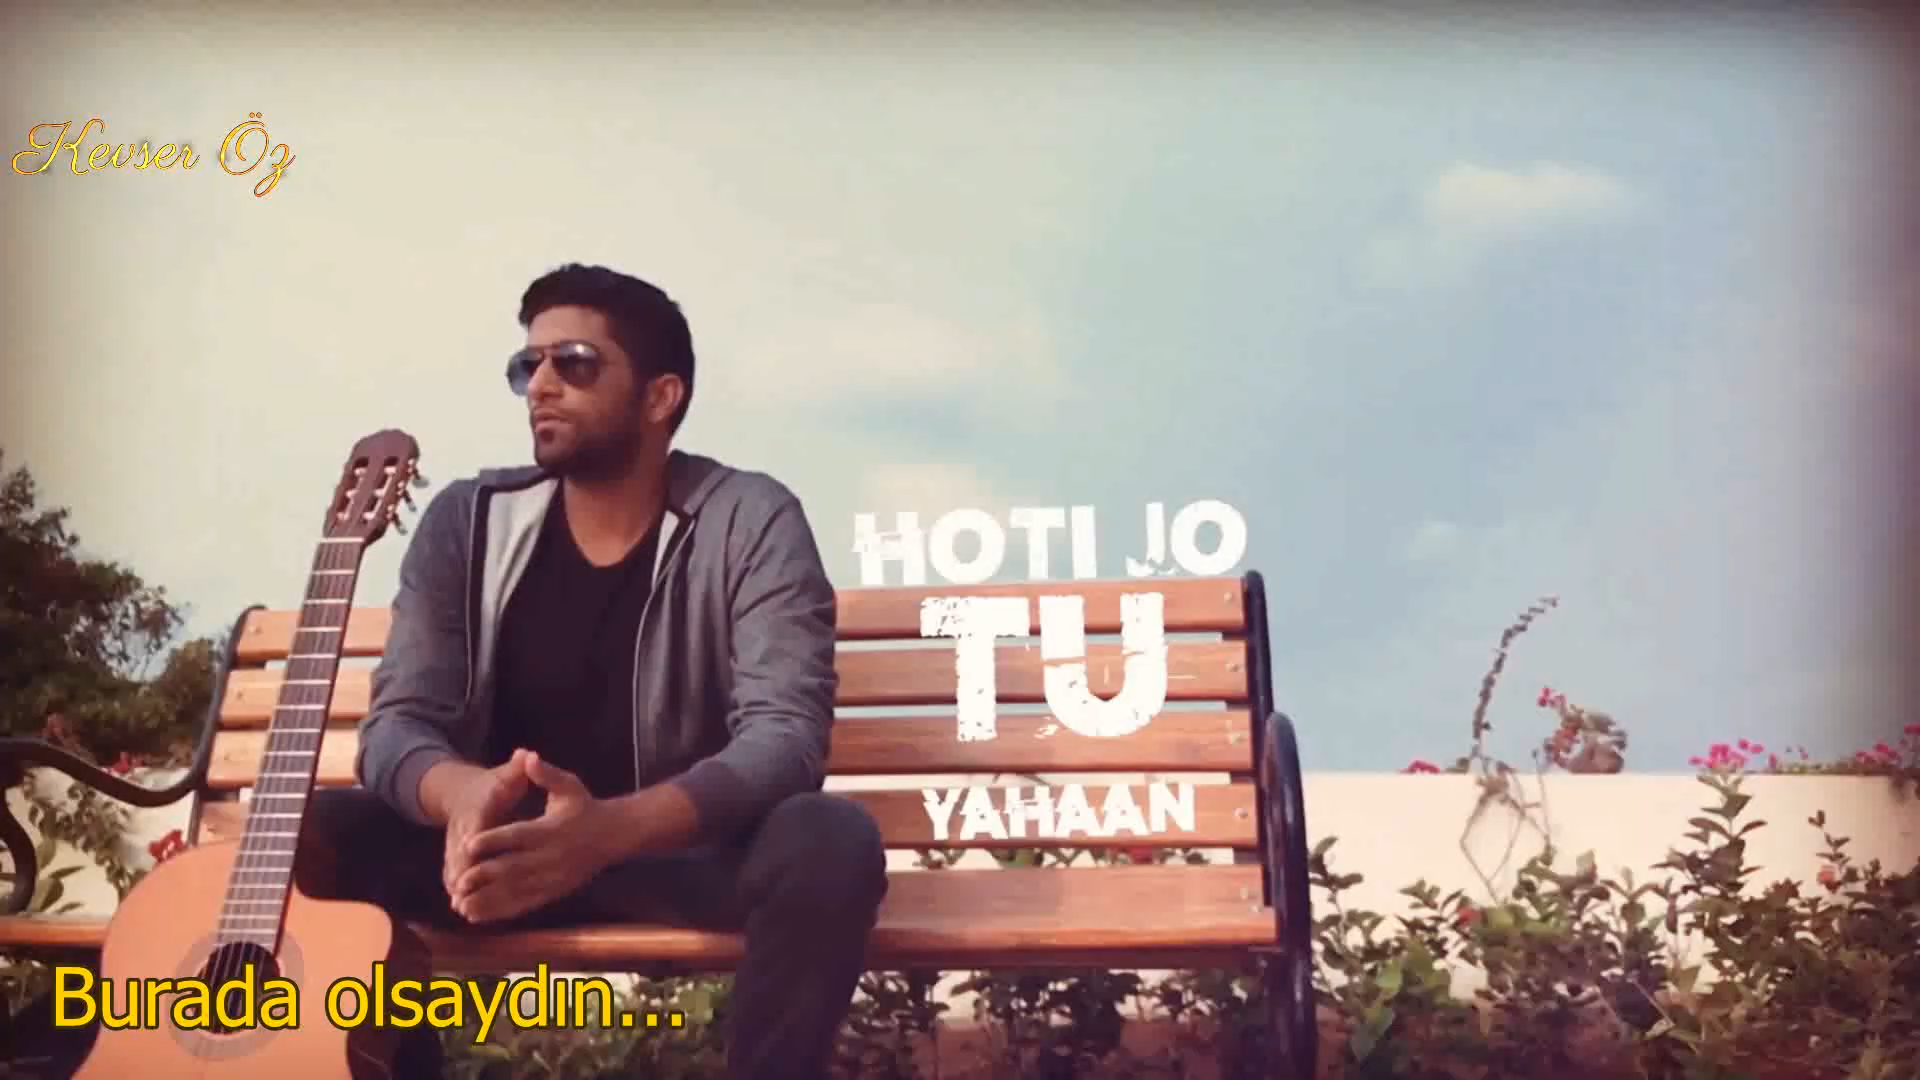 Kevser Öz
HOTI JO
TU
YAHAAN
Burada olsaydın...